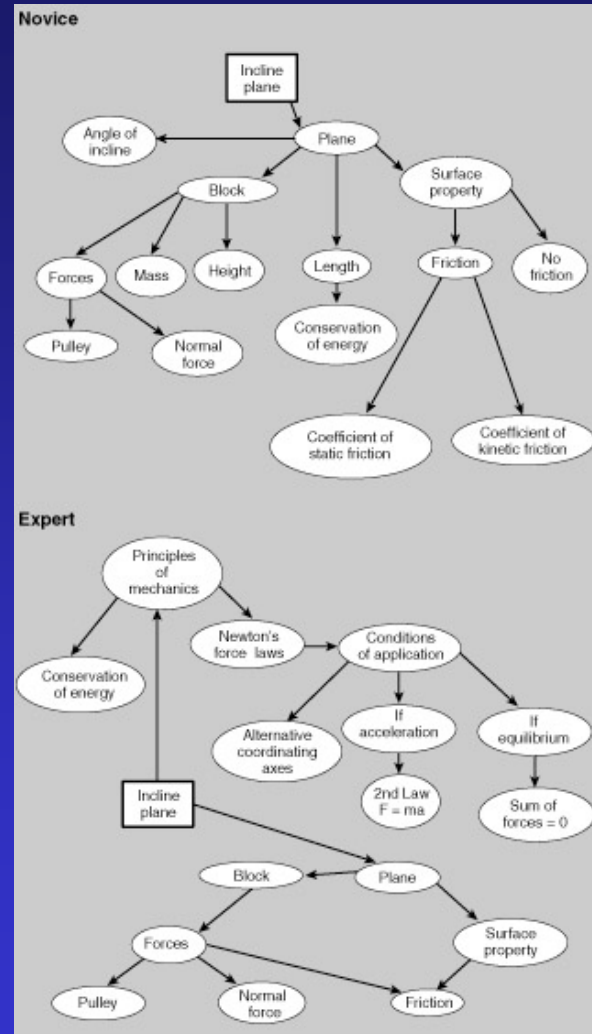 Novice
Incline
plane
Angle of
incline
Plane
Block
Surface
property
Forces
Mass
Height
Length
Friction
No
friction
Pulley
Normal
force
Conservation
of energy
Coefficient of
static friction
Coefficient of
kinetic friction
Expert
Principles
of
mechanics
Newton's
force laws
Conditions
of application
Conservation
of energy
Alternative
coordinating
axes
If
acceleration
If
equilibrium
Incline
plane
2nd Law
F = ma
Sum of
forces = 0
Block
Plane
Forces
Surface
property
Pulley
Normal
force
Friction